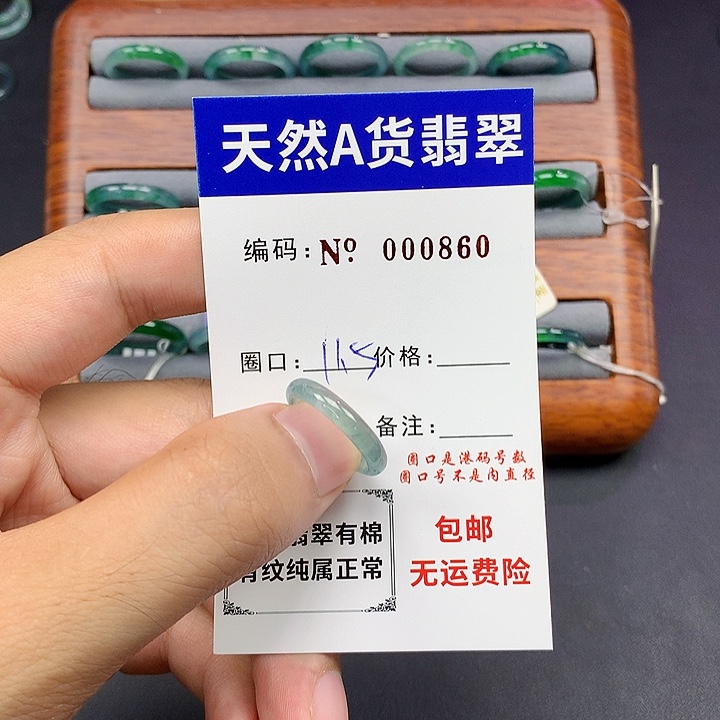 天然A货翡翠
编码: Nº 000860
圈口: 11.5 价格:
备注:
圈口是港码号数
圈口号不是内直径
翡翠有棉
有纹纯属正常
包邮
无运费险